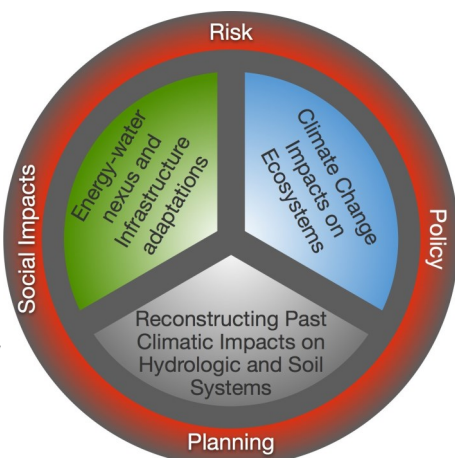 Risk
Energy-water
nexus and
Infrastructure
adaptations
Climate Change
Impacts on
Ecosystems
Social Impacts
Policy
Reconstructing Past
Climatic Impacts on
Hydrologic and Soil
Systems
Planning